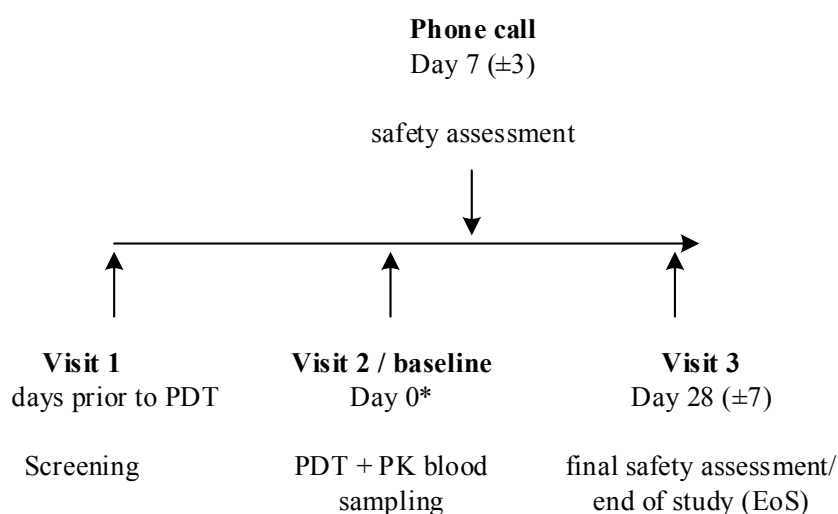 Phone call
Day 7 (±3)
safety assessment
Visit 1
days prior to PDT
Screening
Visit 2 / baseline
Day 0*
PDT + PK blood
sampling
Visit 3
Day 28 (±7)
final safety assessment/
end of study (EoS)